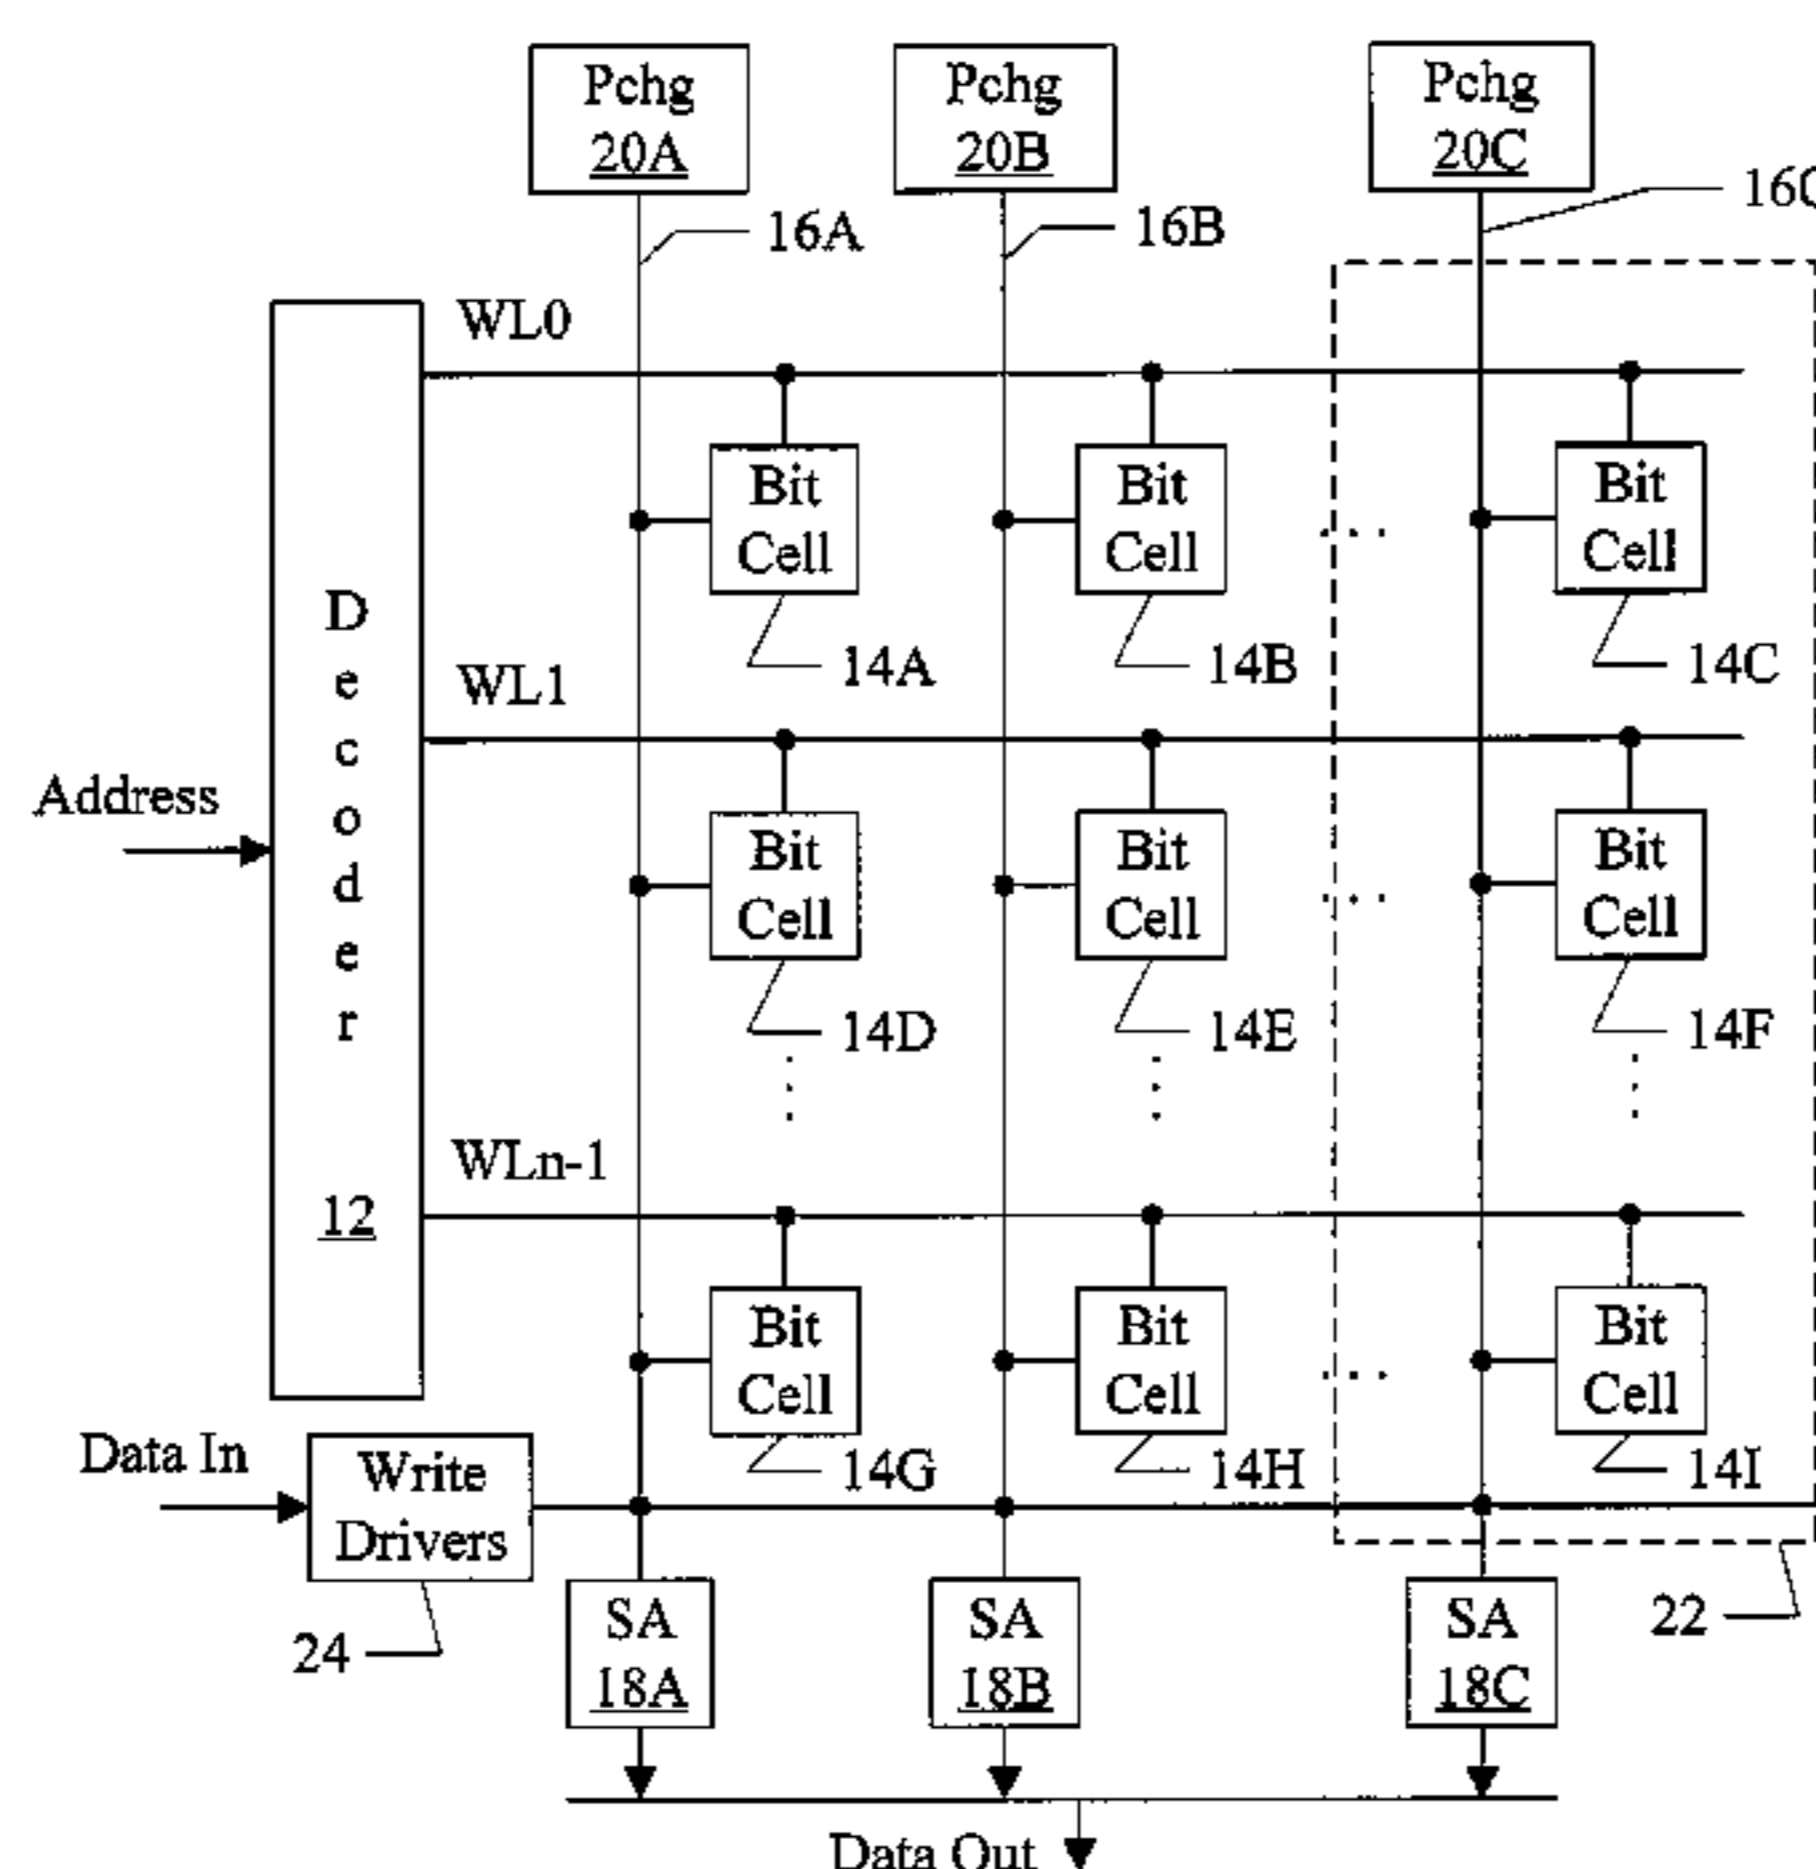 Pchg
20A
Pchg
20B
Pchg
20C
16A
16B
16C
WL0
Bit
Cell
Bit
Cell
...
Bit
Cell
14A
14B
14C
WL1
Decoder
12
Address
Bit
Cell
Bit
Cell
...
Bit
Cell
14D
14E
14F
WLn-1
Bit
Cell
Bit
Cell
...
Bit
Cell
14G
14H
14I
Data In
Write
Drivers
24
SA
18A
SA
18B
SA
18C
22
Data Out